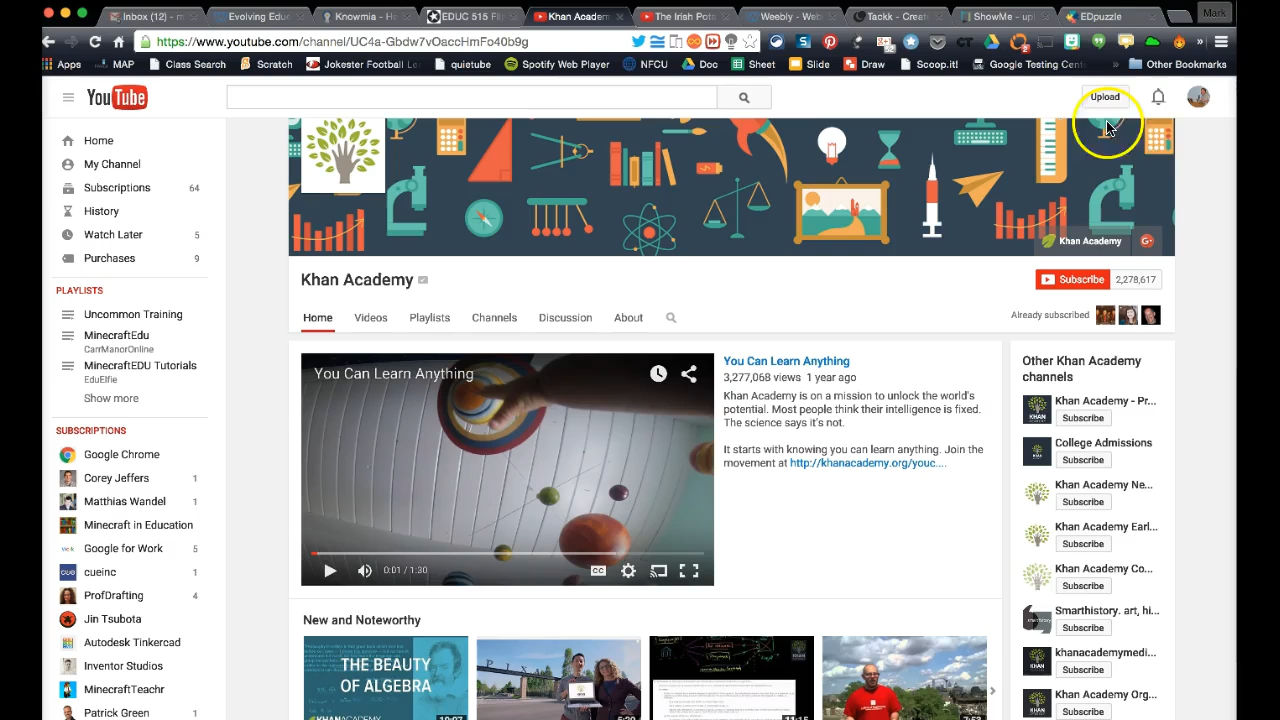 Inbox (2) - m
Evolving Edu
Knowmia - He
EDUC 515 Fli
Khan Academ
The Irish Pota
Weebly - Web
Tackk - Creat
ShowMe - up
EDpuzzle
Mark
https://www.youtube.com/channel/UC4a-Gbdw7vOaccHmFo40b9g
Apps
MAP
Class Search
Scratch
Jokester Football Le
quietube
Spotify Web Player
NFCU
Doc
Sheet
Slide
Draw
Scoop.it!
Google Testing Cent
»
Other Bookmarks
YouTube
Upload
Home
My Channel
Subscriptions 64
History
Watch Later 5
Purchases 9
PLAYLISTS
Uncommon Training
MinecraftEdu
CarrManorOnline
MinecraftEDU Tutorials
EduElfie
Show more
SUBSCRIPTIONS
Google Chrome
Corey Jeffers 1
Matthias Wandel 1
Minecraft in Education
Google for Work 5
cueinc 1
ProfDrafting 4
Jin Tsubota
Autodesk Tinkercad
Inventor Studios
Minecraft Teachr
Khan Academy
Khan Academy
Subscribe 2,278,617
Home Videos Playlists Channels Discussion About
Already subscribed
You Can Learn Anything
0:01 / 1:30
CC
You Can Learn Anything
3,277,068 views 1 year ago
Khan Academy is on a mission to unlock the world's
potential. Most people think their intelligence is fixed.
The science says it's not.
It starts with knowing you can learn anything. Join the
movement at http://khanacademy.org/youc....
Other Khan Academy
channels
Khan Academy - Pr...
Subscribe
College Admissions
Subscribe
Khan Academy Ne...
Subscribe
Khan Academy Earl...
Subscribe
Khan Academy Co...
Subscribe
Smarthistory. art, hi...
Subscribe
khanacademymedi...
Subscribe
Khan Academy Org...
Subscribe
New and Noteworthy
THE BEAUTY
OF ALGEBRA
KHANACADEMY